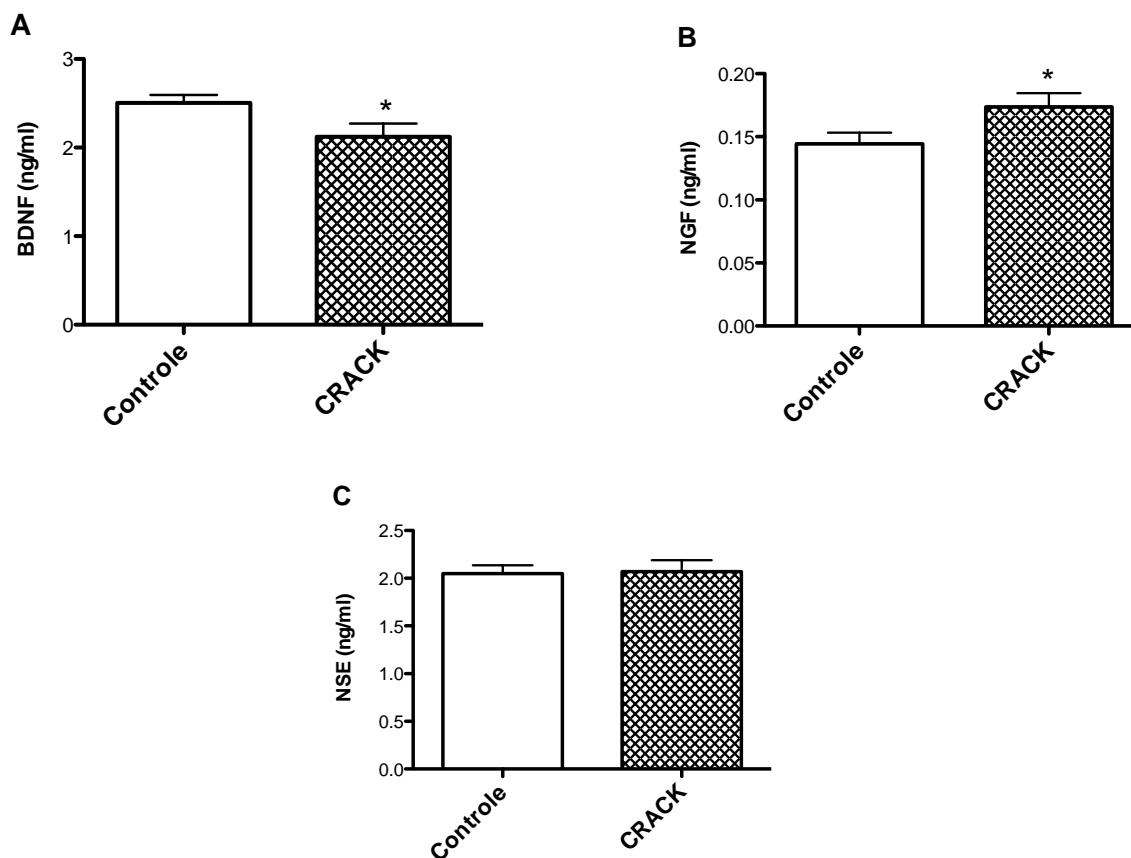 A
BDNF (ng/ml)
3
2
1
0
*
Controle
CRACK
B
NGF (ng/ml)
0.20
0.15
0.10
0.05
0.00
*
Controle
CRACK
C
NSE (ng/ml)
2.5
2.0
1.5
1.0
0.5
0.0
Controle
CRACK